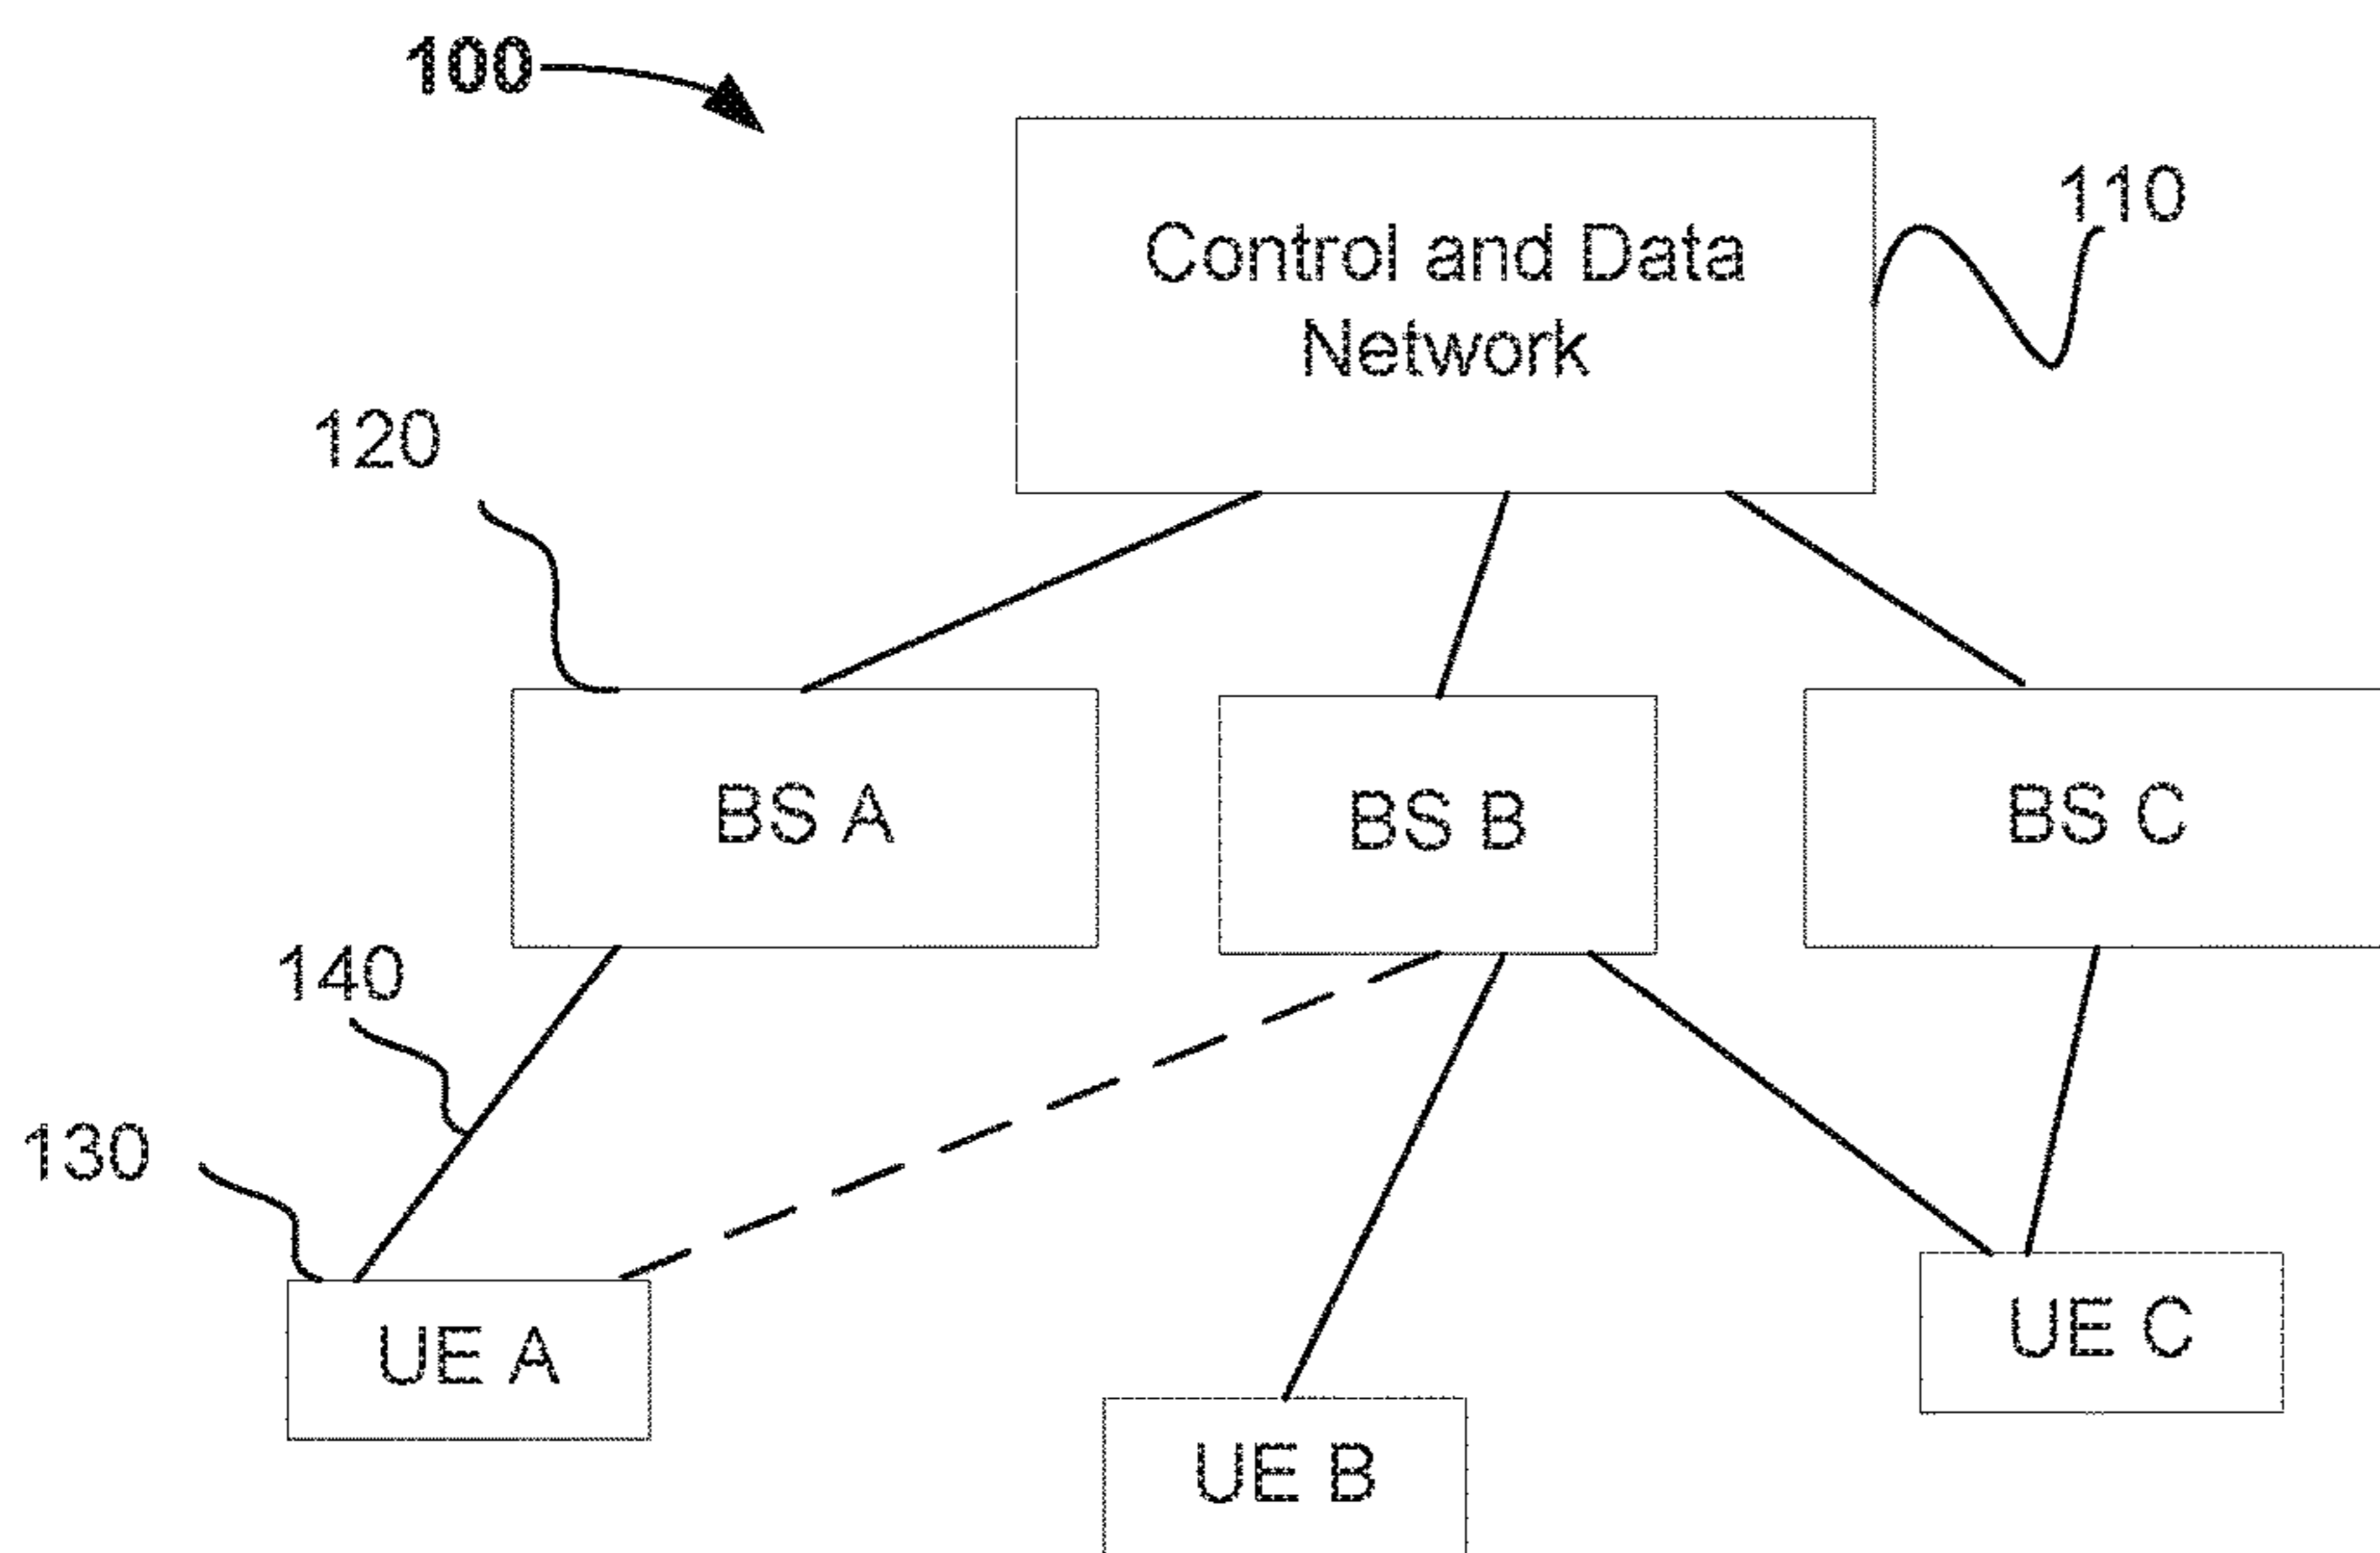 100
110
Control and Data
Network
120
BS A
BS B
BS C
140
130
UE A
UE C
UE B